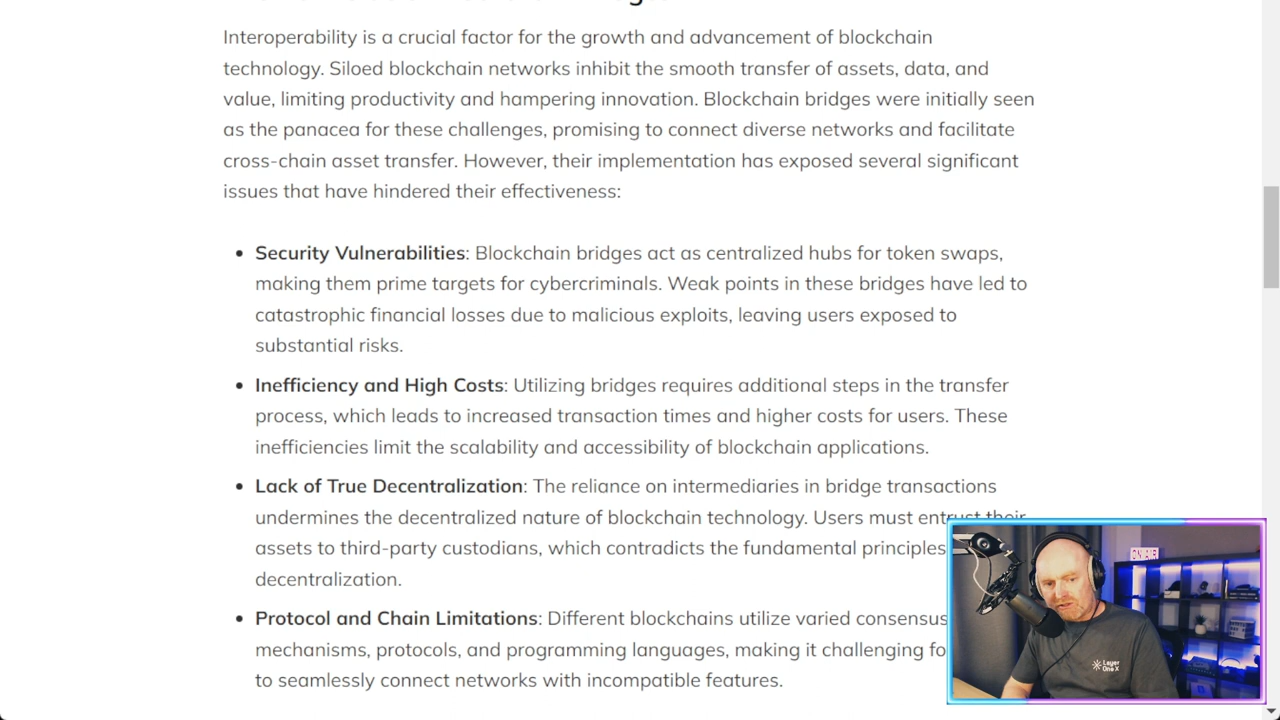 Interoperability is a crucial factor for the growth and advancement of blockchain
technology. Siloed blockchain networks inhibit the smooth transfer of assets, data, and
value, limiting productivity and hampering innovation. Blockchain bridges were initially seen
as the panacea for these challenges, promising to connect diverse networks and facilitate
cross-chain asset transfer. However, their implementation has exposed several significant
issues that have hindered their effectiveness:
• Security Vulnerabilities: Blockchain bridges act as centralized hubs for token swaps,
making them prime targets for cybercriminals. Weak points in these bridges have led to
catastrophic financial losses due to malicious exploits, leaving users exposed to
substantial risks.
• Inefficiency and High Costs: Utilizing bridges requires additional steps in the transfer
process, which leads to increased transaction times and higher costs for users. These
inefficiencies limit the scalability and accessibility of blockchain applications.
• Lack of True Decentralization: The reliance on intermediaries in bridge transactions
undermines the decentralized nature of blockchain technology. Users must entrust their
assets to third-party custodians, which contradicts the fundamental principles
decentralization.
• Protocol and Chain Limitations: Different blockchains utilize varied consensus
mechanisms, protocols, and programming languages, making it challenging fo
to seamlessly connect networks with incompatible features.
ON AIR
Layer
One X